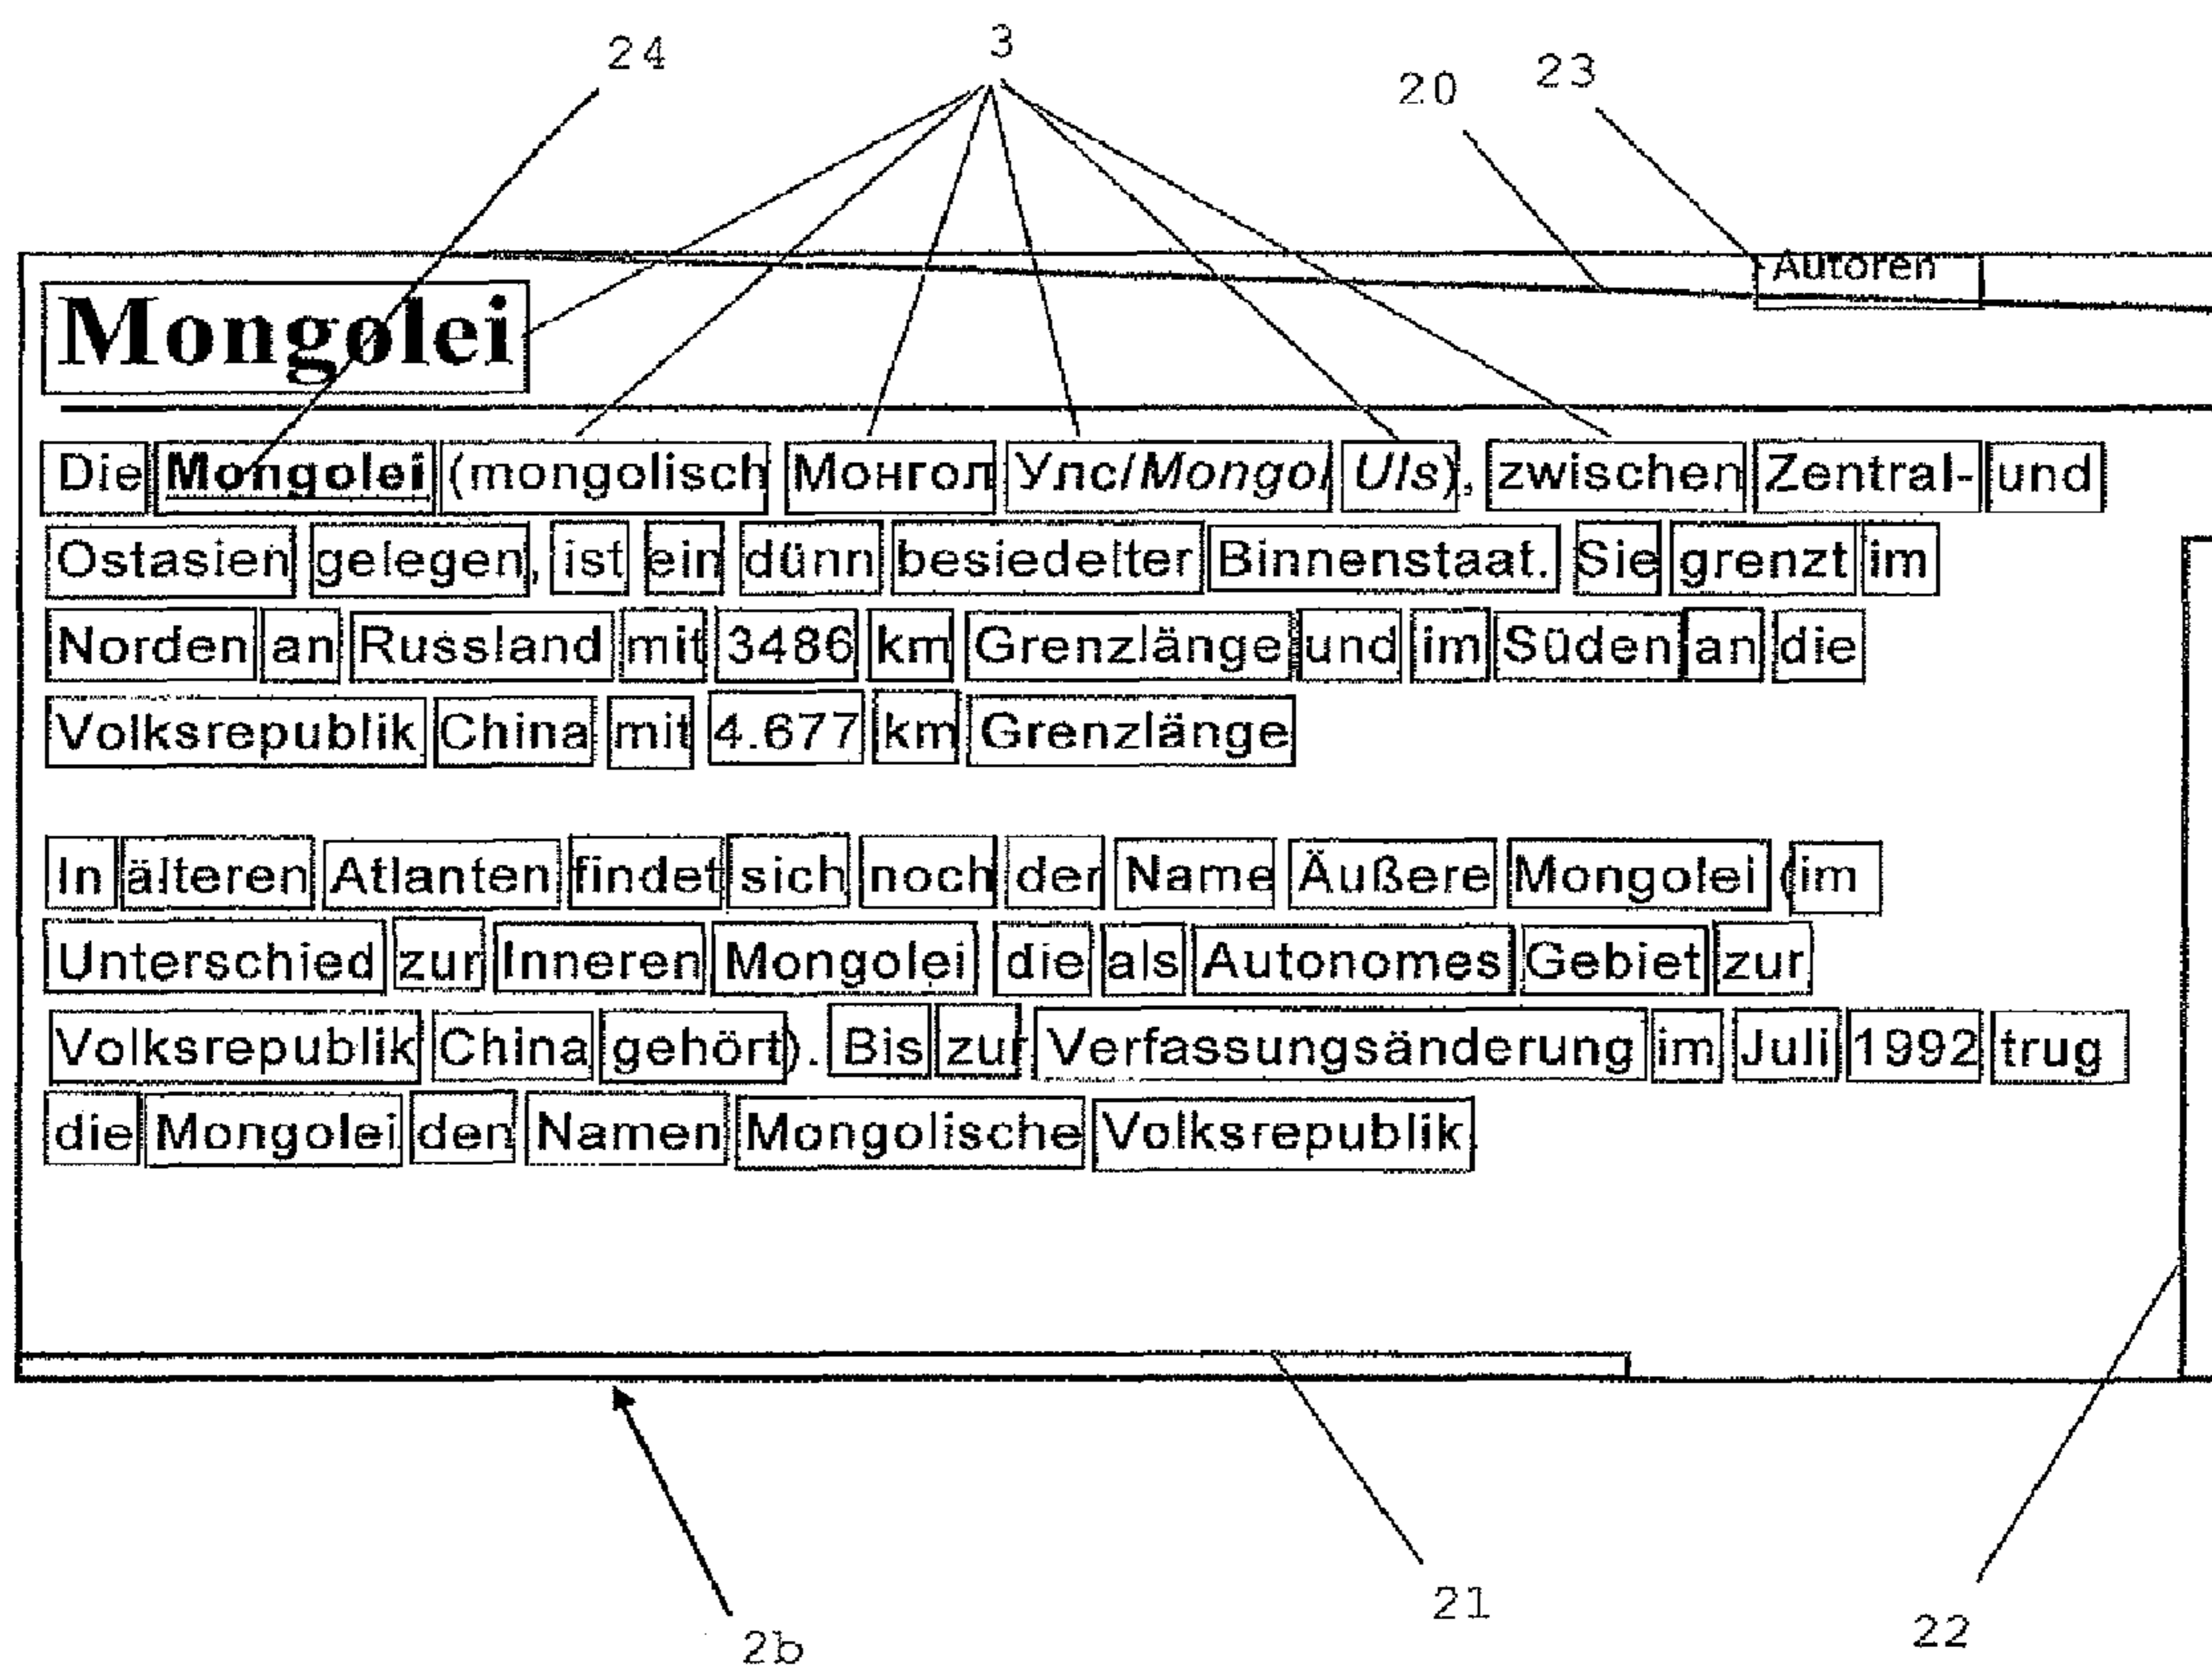 24
3
20
23
Autoren
Mongolei
Die Mongolei (mongolisch Монгол Улс/Mongol Uls), zwischen Zentral- und
Ostasien gelegen, ist ein dünn besiedelter Binnenstaat. Sie grenzt im
Norden an Russland mit 3486 km Grenzlänge und im Süden an die
Volksrepublik China mit 4.677 km Grenzlänge
In älteren Atlanten findet sich noch der Name Äußere Mongolei (im
Unterschied zur Inneren Mongolei die als Autonomes Gebiet zur
Volksrepublik China gehört). Bis zur Verfassungsänderung im Juli 1992 trug
die Mongolei den Namen Mongolische Volksrepublik
21
22
2b